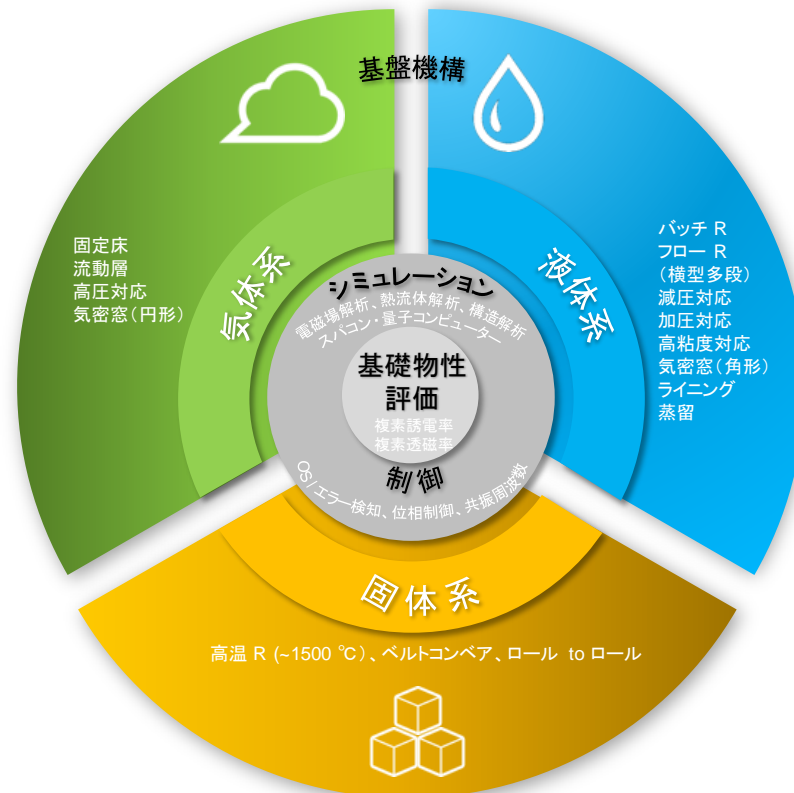 基盤機構
固定床
流動層
高圧対応
気密窓（円形）
気体系
バッチ R
フロー R
（横型多段）
減圧対応
加圧対応
高粘度対応
気密窓（角形）
ライニング
蒸留
液体系
シミュレーション
電磁場解析、熱流体解析、構造解析
スパコン・量子コンピューター
基礎物性
評価
複素誘電率
複素透磁率
制御
OS/エラー検知、位相制御、共振周波数
固体系
高温 R (~1500 ℃)、ベルトコンベア、ロール to ロール